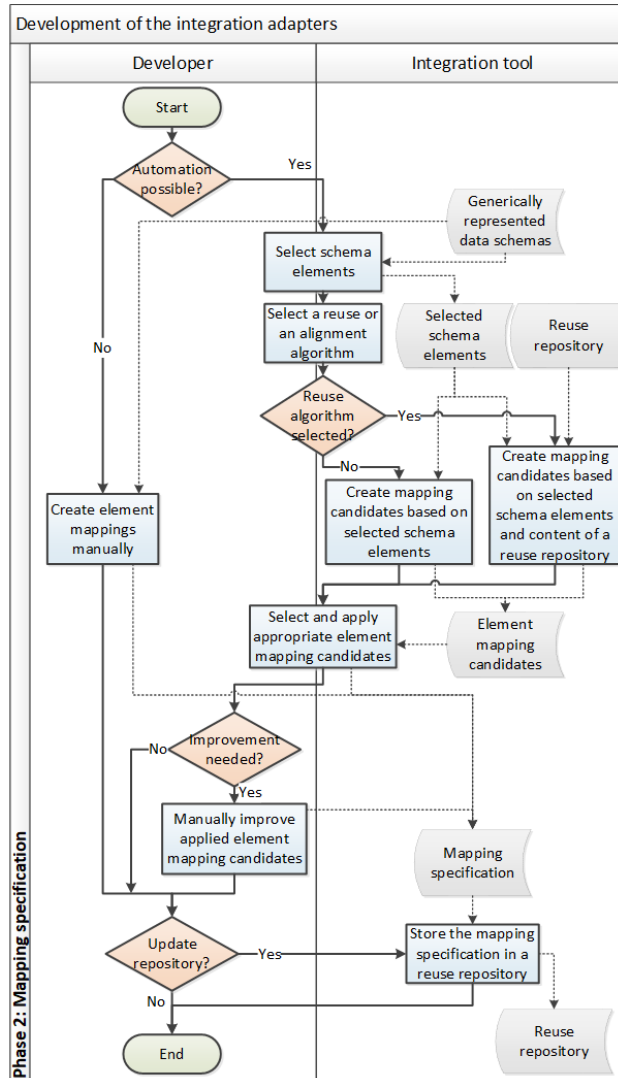 Development of the integration adapters
Developer
Integration tool
Start
Automation
possible?
Yes
Generically
represented
data schemas
Select schema
elements
No
Select a reuse or
an alignment
algorithm
Selected
schema
elements
Reuse
repository
Reuse
algorithm
selected?
Yes
No
Create element
mappings
manually
Create mapping
candidates based on
selected schema
elements
Create mapping
candidates based
on selected
schema elements
and content of a
reuse repository
Select and apply
appropriate element
mapping candidates
Element
mapping
candidates
Improvement
needed?
No
Yes
Manually improve
applied element
mapping candidates
Mapping
specification
Update
repository?
Yes
Store the mapping
specification in a
reuse repository
No
End
Reuse
repository
Phase 2: Mapping specification